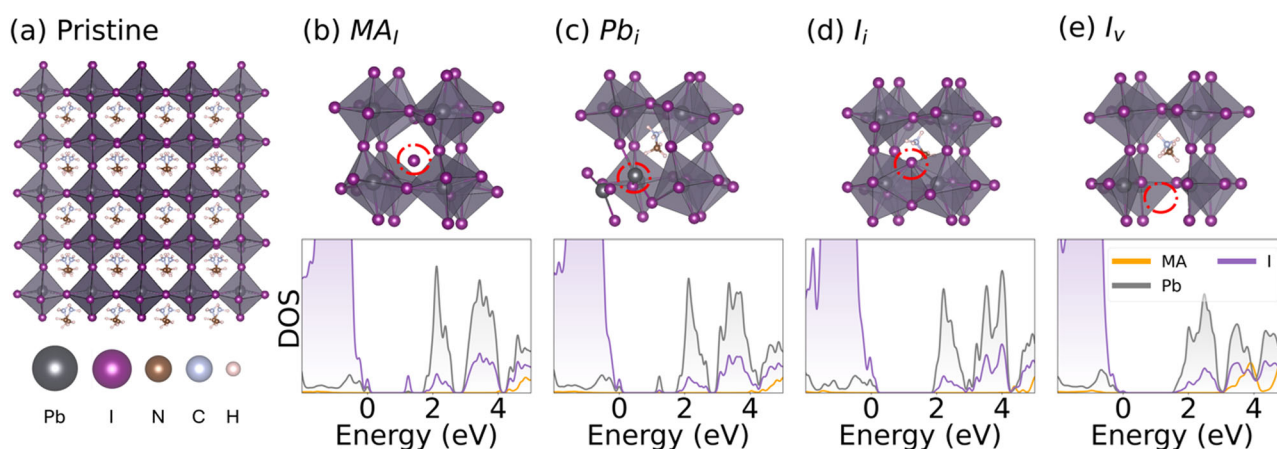 (a) Pristine
(b) MA_I
(c) Pb_i
(d) I_i
(e) I_v
Pb I N C H
DOS
MA
I
Pb
0 2 4
0 2 4
0 2 4
0 2 4
Energy (eV)
Energy (eV)
Energy (eV)
Energy (eV)